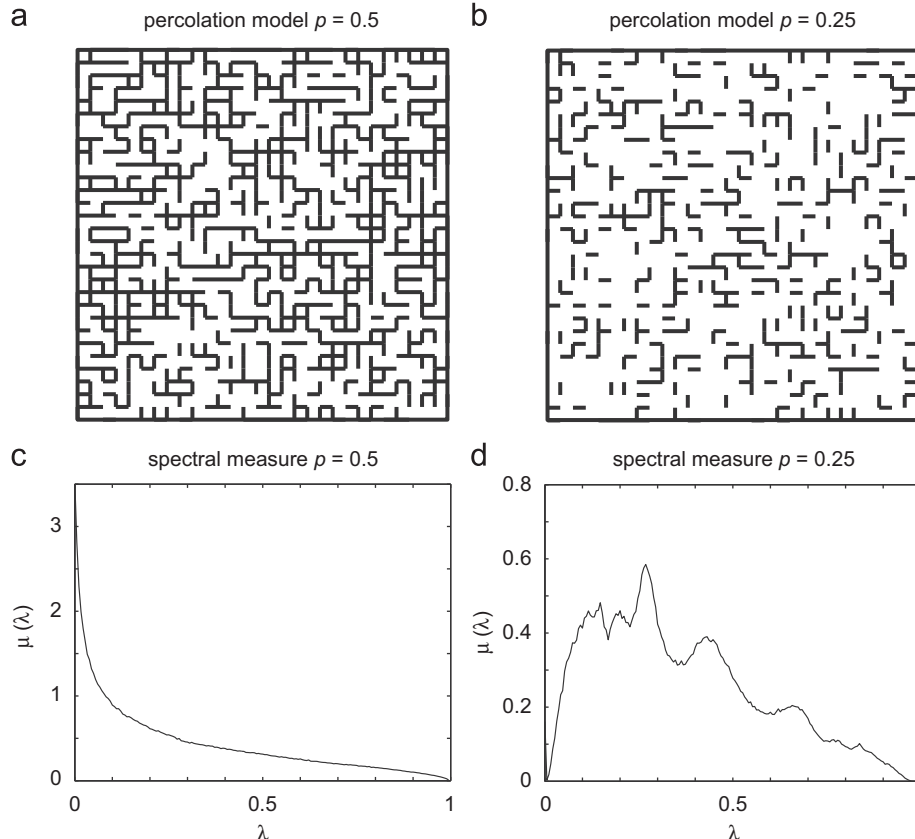 a
percolation model p = 0.5
b
percolation model p = 0.25
c
spectral measure p = 0.5
3
2
1
0
μ (λ)
0
0.5
1
λ
d
spectral measure p = 0.25
0.8
0.6
0.4
0.2
0
μ (λ)
0
0.5
λ